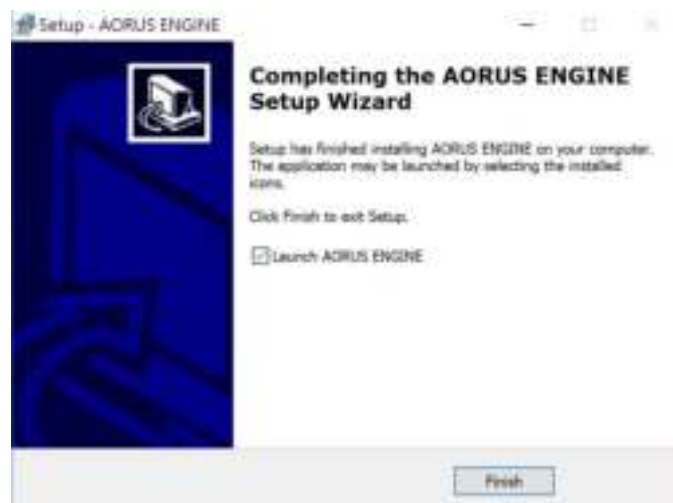 Setup - AORUS ENGINE
Completing the AORUS ENGINE
Setup Wizard
Setup has finished installing AORUS ENGINE on your computer.
The application may be launched by selecting the installed
icons.
Click Finish to exit Setup.
Launch AORUS ENGINE
Finish